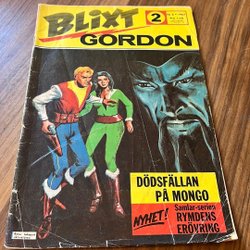 BLIXT
2
GORDON
DÖDSFÄLLAN
PÅ MONGO
NYHET!
Samlar-serien
RYMDENS
ERÖVRING